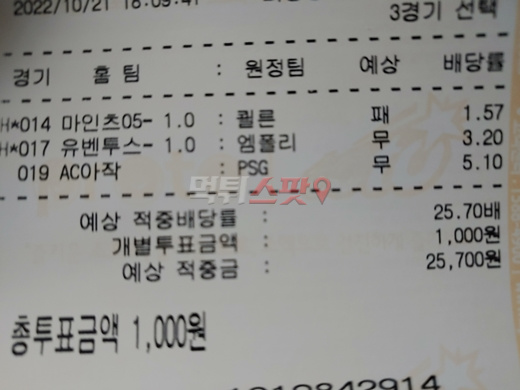 2022/10/21 18:09:41
3경기 선택
경기 홈 팀 : 원정팀 예상 배당률
H*014 마인츠05- 1.0 : 쾰른 패 1.57
H*017 유벤투스- 1.0 : 엠폴리 무 3.20
019 ACO아작 : PSG 무 5.10
먹튀스팟
예상 적중배당률 : 25.70배
개별투표금액 : 1,000원
예상 적중금 : 25,700원
총투표금액 1,000원